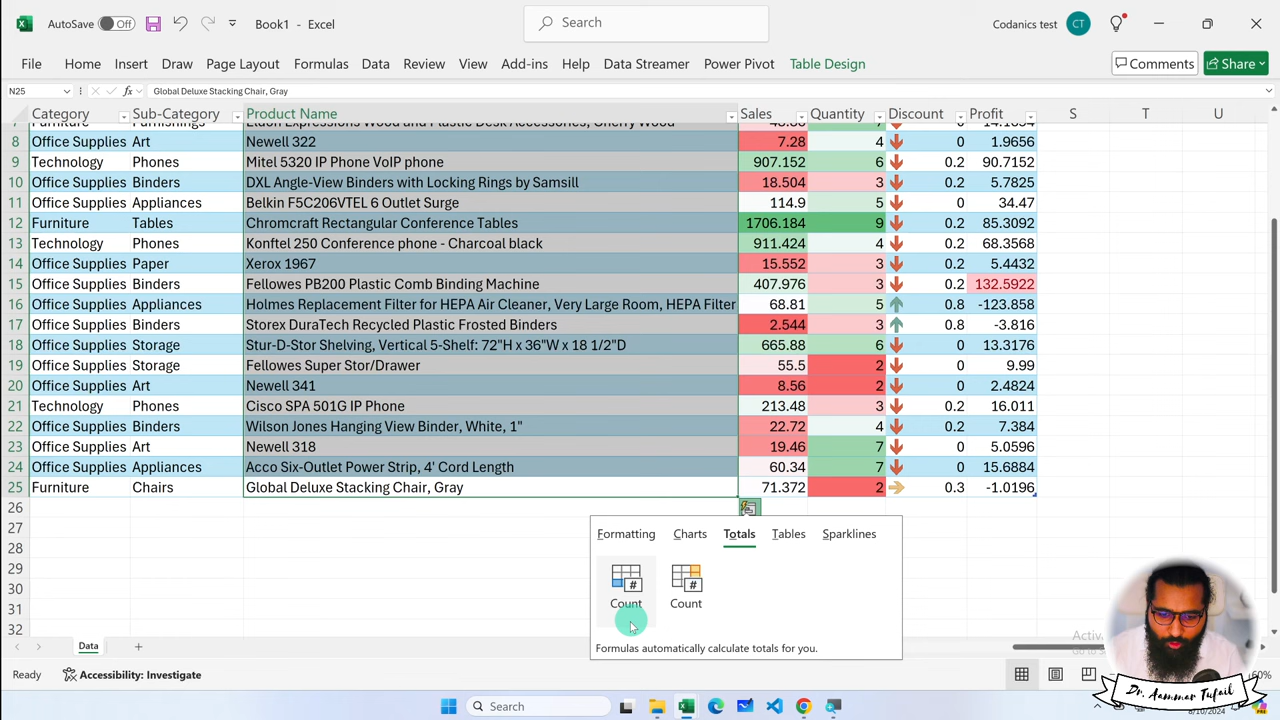 AutoSave Off Book1 - Excel Search Codanics test CT
File Home Insert Draw Page Layout Formulas Data Review View Add-ins Help Data Streamer Power Pivot Table Design Comments Share
N25 fx Global Deluxe Stacking Chair, Gray
Category Sub-Category Product Name Sales Quantity Discount Profit S T U
8 Office Supplies Art Newell 322 7.28 4 0 1.9656
9 Technology Phones Mitel 5320 IP Phone VoIP phone 907.152 6 0.2 90.7152
10 Office Supplies Binders DXL Angle-View Binders with Locking Rings by Samsill 18.504 3 0.2 5.7825
11 Office Supplies Appliances Belkin F5C206VTEL 6 Outlet Surge 114.9 5 0 34.47
12 Furniture Tables Chromcraft Rectangular Conference Tables 1706.184 9 0.2 85.3092
13 Technology Phones Konftel 250 Conference phone - Charcoal black 911.424 4 0.2 68.3568
14 Office Supplies Paper Xerox 1967 15.552 3 0.2 5.4432
15 Office Supplies Binders Fellowes PB200 Plastic Comb Binding Machine 407.976 3 0.2 132.5922
16 Office Supplies Appliances Holmes Replacement Filter for HEPA Air Cleaner, Very Large Room, HEPA Filter 68.81 5 0.8 -123.858
17 Office Supplies Binders Storex DuraTech Recycled Plastic Frosted Binders 2.544 3 0.8 -3.816
18 Office Supplies Storage Stur-D-Stor Shelving, Vertical 5-Shelf: 72"H x 36"W x 18 1/2"D 665.88 6 0 13.3176
19 Office Supplies Storage Fellowes Super Stor/Drawer 55.5 2 0 9.99
20 Office Supplies Art Newell 341 8.56 2 0 2.4824
21 Technology Phones Cisco SPA 501G IP Phone 213.48 3 0.2 16.011
22 Office Supplies Binders Wilson Jones Hanging View Binder, White, 1" 22.72 4 0.2 7.384
23 Office Supplies Art Newell 318 19.46 7 0 5.0596
24 Office Supplies Appliances Acco Six-Outlet Power Strip, 4' Cord Length 60.34 7 0 15.6884
25 Furniture Chairs Global Deluxe Stacking Chair, Gray 71.372 2 0.3 -1.0196
26
27
28
29
30
31
32
Formatting Charts Totals Tables Sparklines
Count Count
Formulas automatically calculate totals for you.
Data
Ready Accessibility: Investigate
Search
Dr. Aammar Tufail
8/10/2024